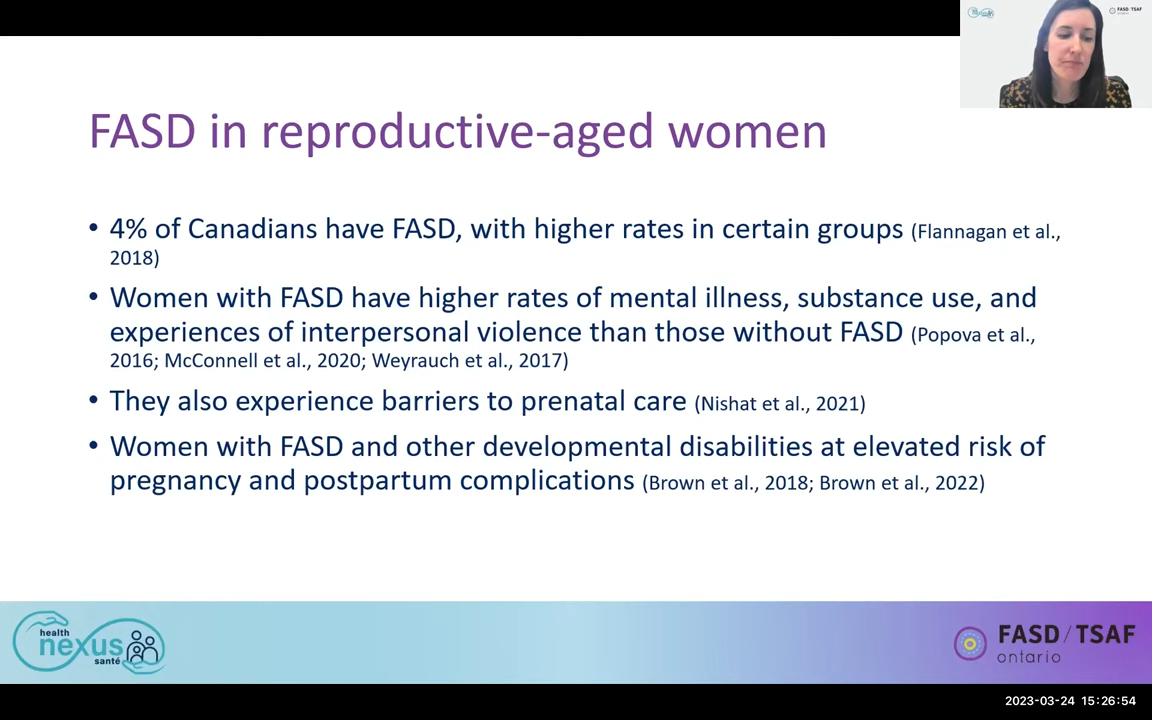 FASD / TSAF
FASD in reproductive-aged women
• 4% of Canadians have FASD, with higher rates in certain groups (Flannagan et al.,
2018)
• Women with FASD have higher rates of mental illness, substance use, and
experiences of interpersonal violence than those without FASD (Popova et al.,
2016; McConnell et al., 2020; Weyrauch et al., 2017)
• They also experience barriers to prenatal care (Nishat et al., 2021)
• Women with FASD and other developmental disabilities at elevated risk of
pregnancy and postpartum complications (Brown et al., 2018; Brown et al., 2022)
health
nexus
santé
FASD / TSAF
ontario
2023-03-24 15:26:54